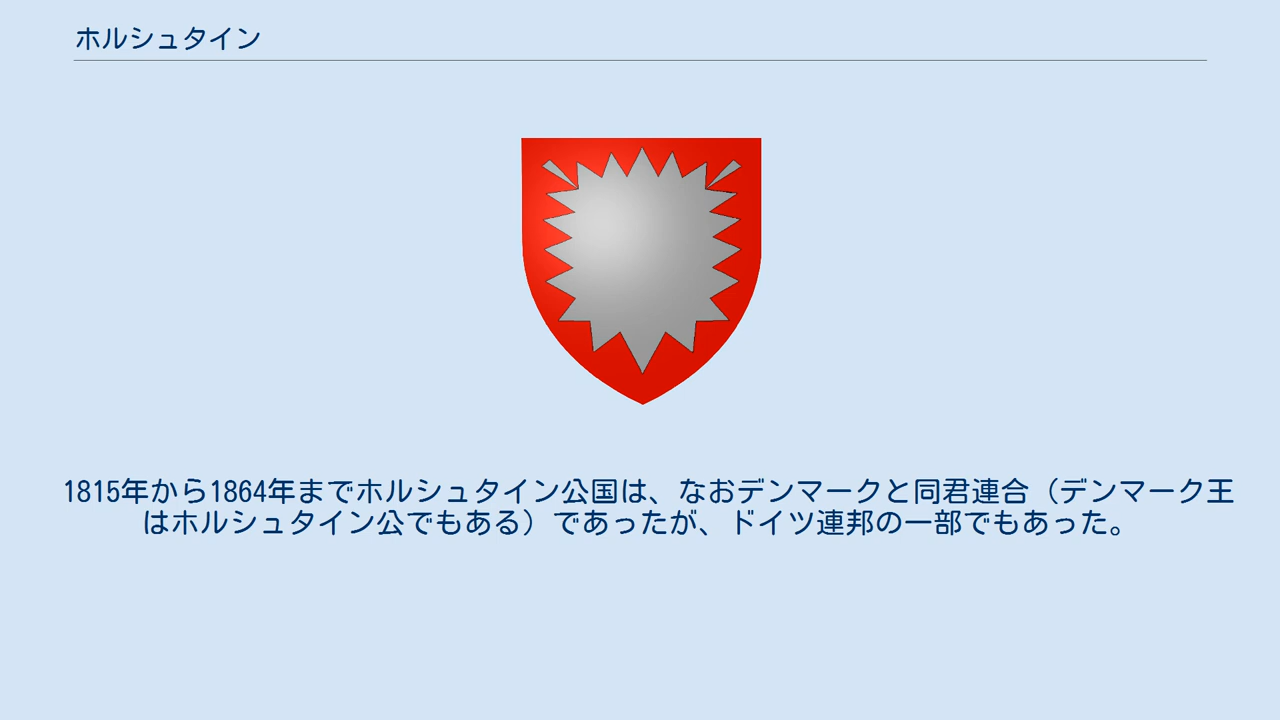 ホルシュタイン
1815年から1864年までホルシュタイン公国は、なおデンマークと同君連合（デンマーク王
はホルシュタイン公でもある）であったが、ドイツ連邦の一部でもあった。